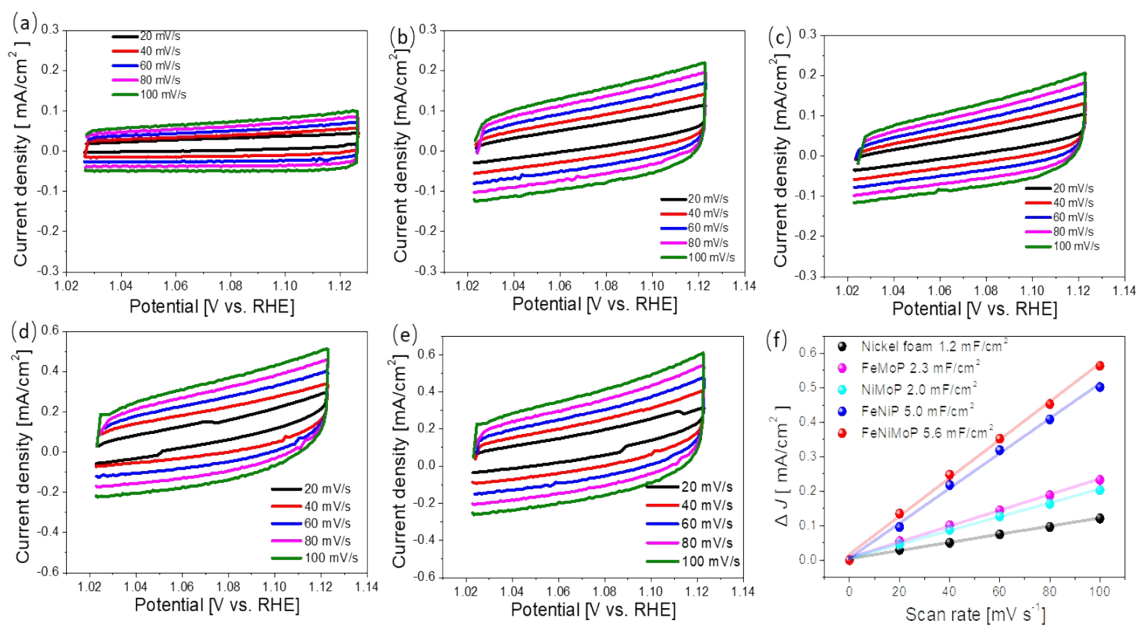 (a)
0.3
0.2
0.1
0.0
-0.1
-0.2
-0.3
Current density [ mA/cm²]
20 mV/s
40 mV/s
60 mV/s
80 mV/s
100 mV/s
1.02 1.04 1.06 1.08 1.10 1.12
Potential [V vs. RHE]
(b)
0.3
0.2
0.1
0.0
-0.1
-0.2
-0.3
Current density [ mA/cm²]
20 mV/s
40 mV/s
60 mV/s
80 mV/s
100 mV/s
1.02 1.04 1.06 1.08 1.10 1.12 1.14
Potential [V vs. RHE]
(c)
0.3
0.2
0.1
0.0
-0.1
-0.2
-0.3
Current density [ mA/cm²]
20 mV/s
40 mV/s
60 mV/s
80 mV/s
100 mV/s
1.02 1.04 1.06 1.08 1.10 1.12 1.14
Potential [V vs. RHE]
(d)
0.6
0.4
0.2
0.0
-0.2
-0.4
-0.6
Current density [ mA/cm²]
20 mV/s
40 mV/s
60 mV/s
80 mV/s
100 mV/s
1.02 1.04 1.06 1.08 1.10 1.12 1.14
Potential [V vs. RHE]
(e)
0.6
0.4
0.2
0.0
-0.2
-0.4
-0.6
Current density [ mA/cm²]
20 mV/s
40 mV/s
60 mV/s
80 mV/s
100 mV/s
1.02 1.04 1.06 1.08 1.10 1.12 1.14
Potential [V vs. RHE]
(f)
0.6
0.5
0.4
0.3
0.2
0.1
0.0
Δ J [ mA/cm²]
Nickel foam 1.2 mF/cm²
FeMoP 2.3 mF/cm²
NiMoP 2.0 mF/cm²
FeNiP 5.0 mF/cm²
FeNiMoP 5.6 mF/cm²
0 20 40 60 80 100
Scan rate [mV s⁻¹]